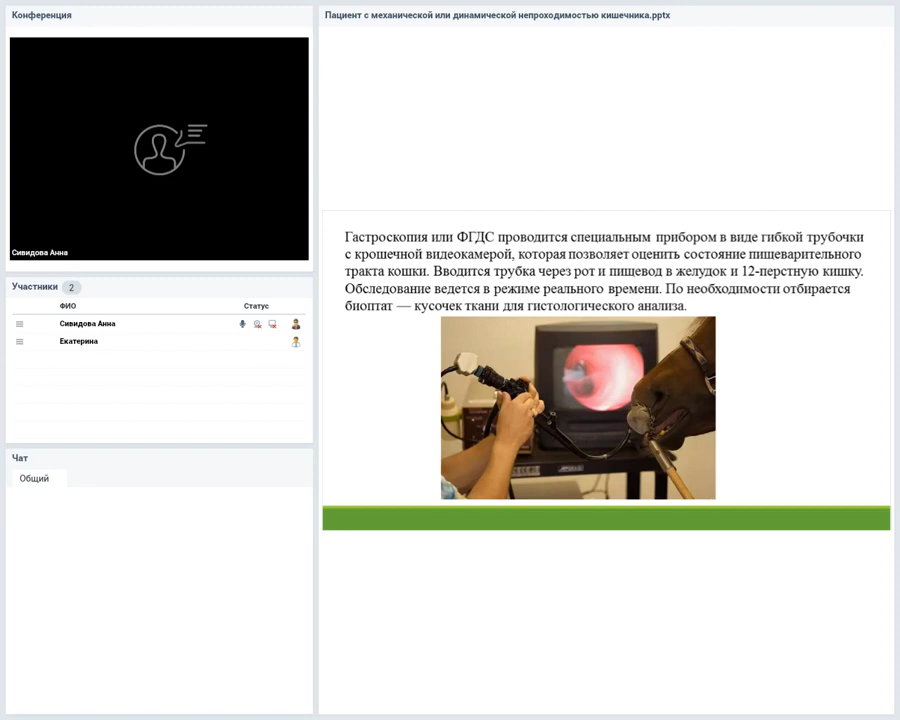 Конференция
Сивидова Анна
Участники 2
ФИО Статус
Сивидова Анна
Екатерина
Чат
Общий
Пациент с механической или динамической непроходимостью кишечника.pptx
Гастроскопия или ФГДС проводится специальным прибором в виде гибкой трубочки
с крошечной видеокамерой, которая позволяет оценить состояние пищеварительного
тракта кошки. Вводится трубка через рот и пищевод в желудок и 12-перстную кишку.
Обследование ведется в режиме реального времени. По необходимости отбирается
биоптат — кусочек ткани для гистологического анализа.
APOLLO